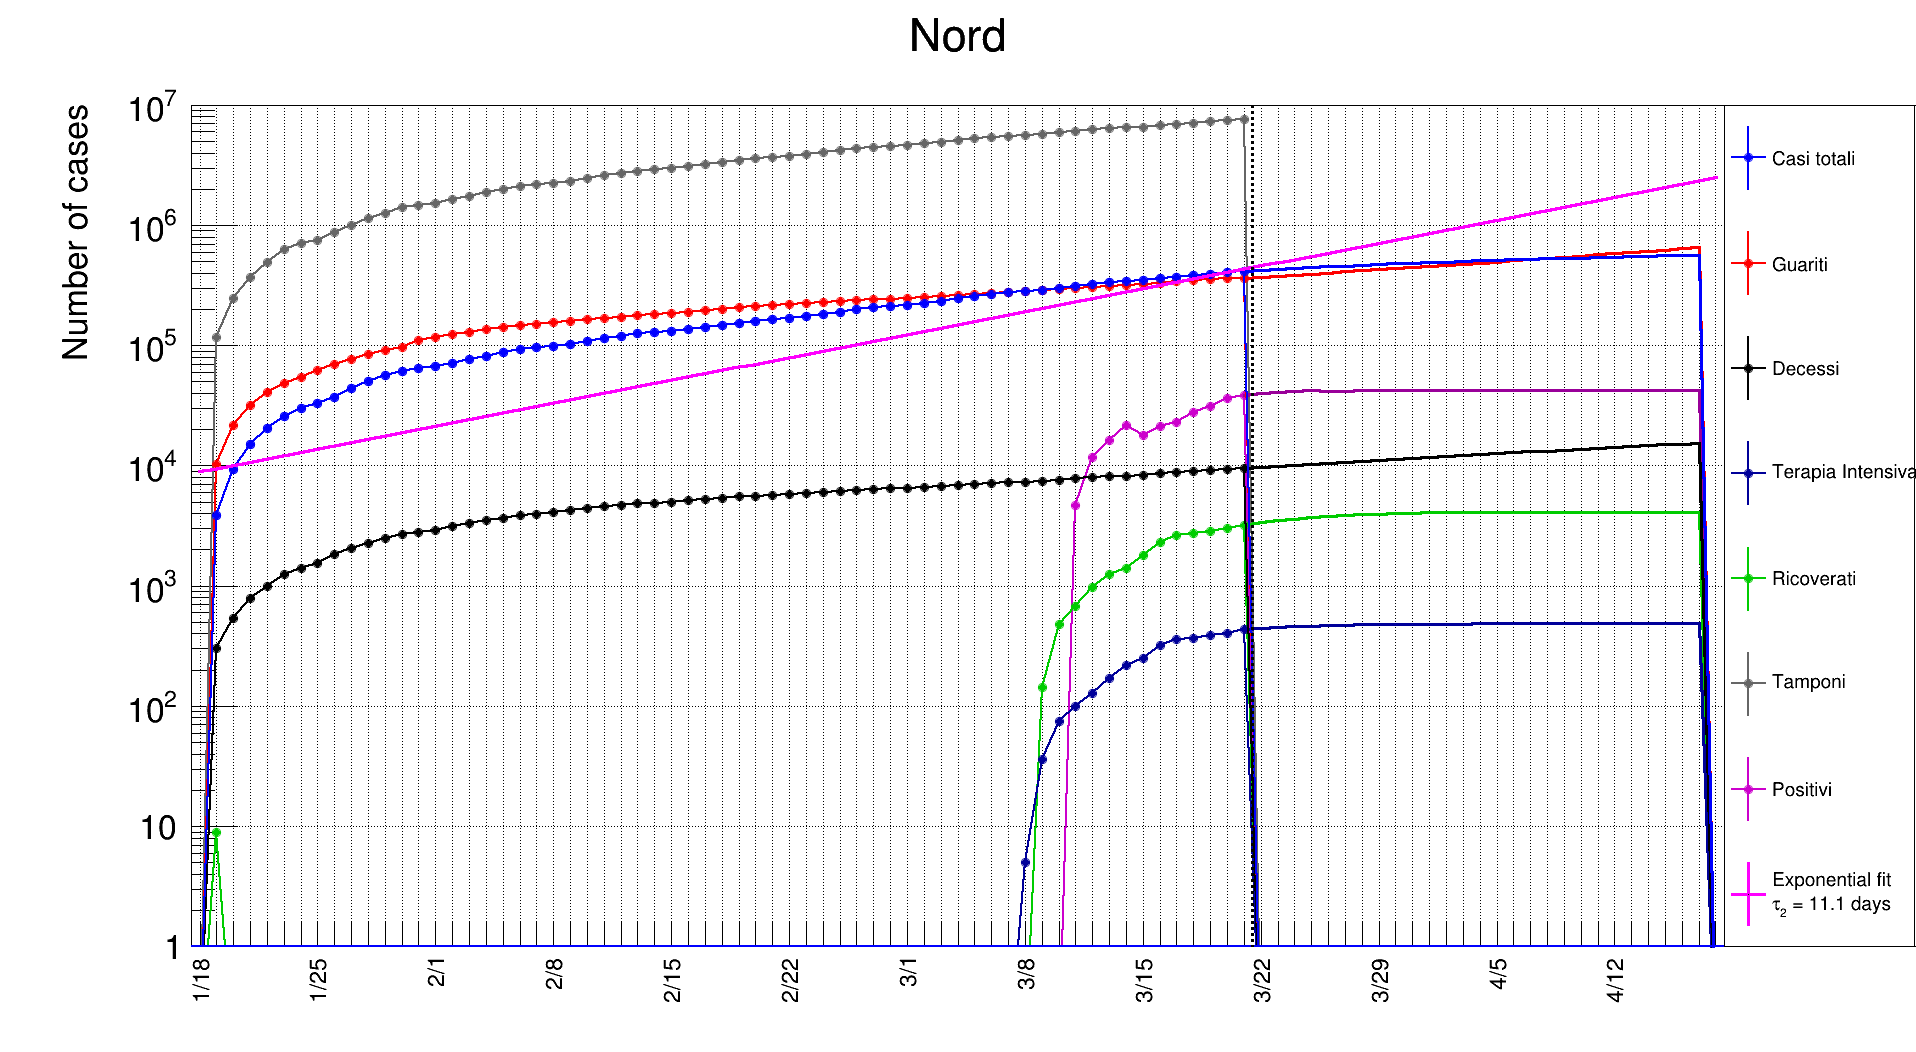 Nord
Number of cases
10^7
10^6
10^5
10^4
10^3
10^2
10
1
1/18
1/25
2/1
2/8
2/15
2/22
3/1
3/8
3/15
3/22
3/29
4/5
4/12
Casi totali
Guariti
Decessi
Terapia Intensiva
Ricoverati
Tamponi
Positivi
Exponential fit
τ_2 = 11.1 days